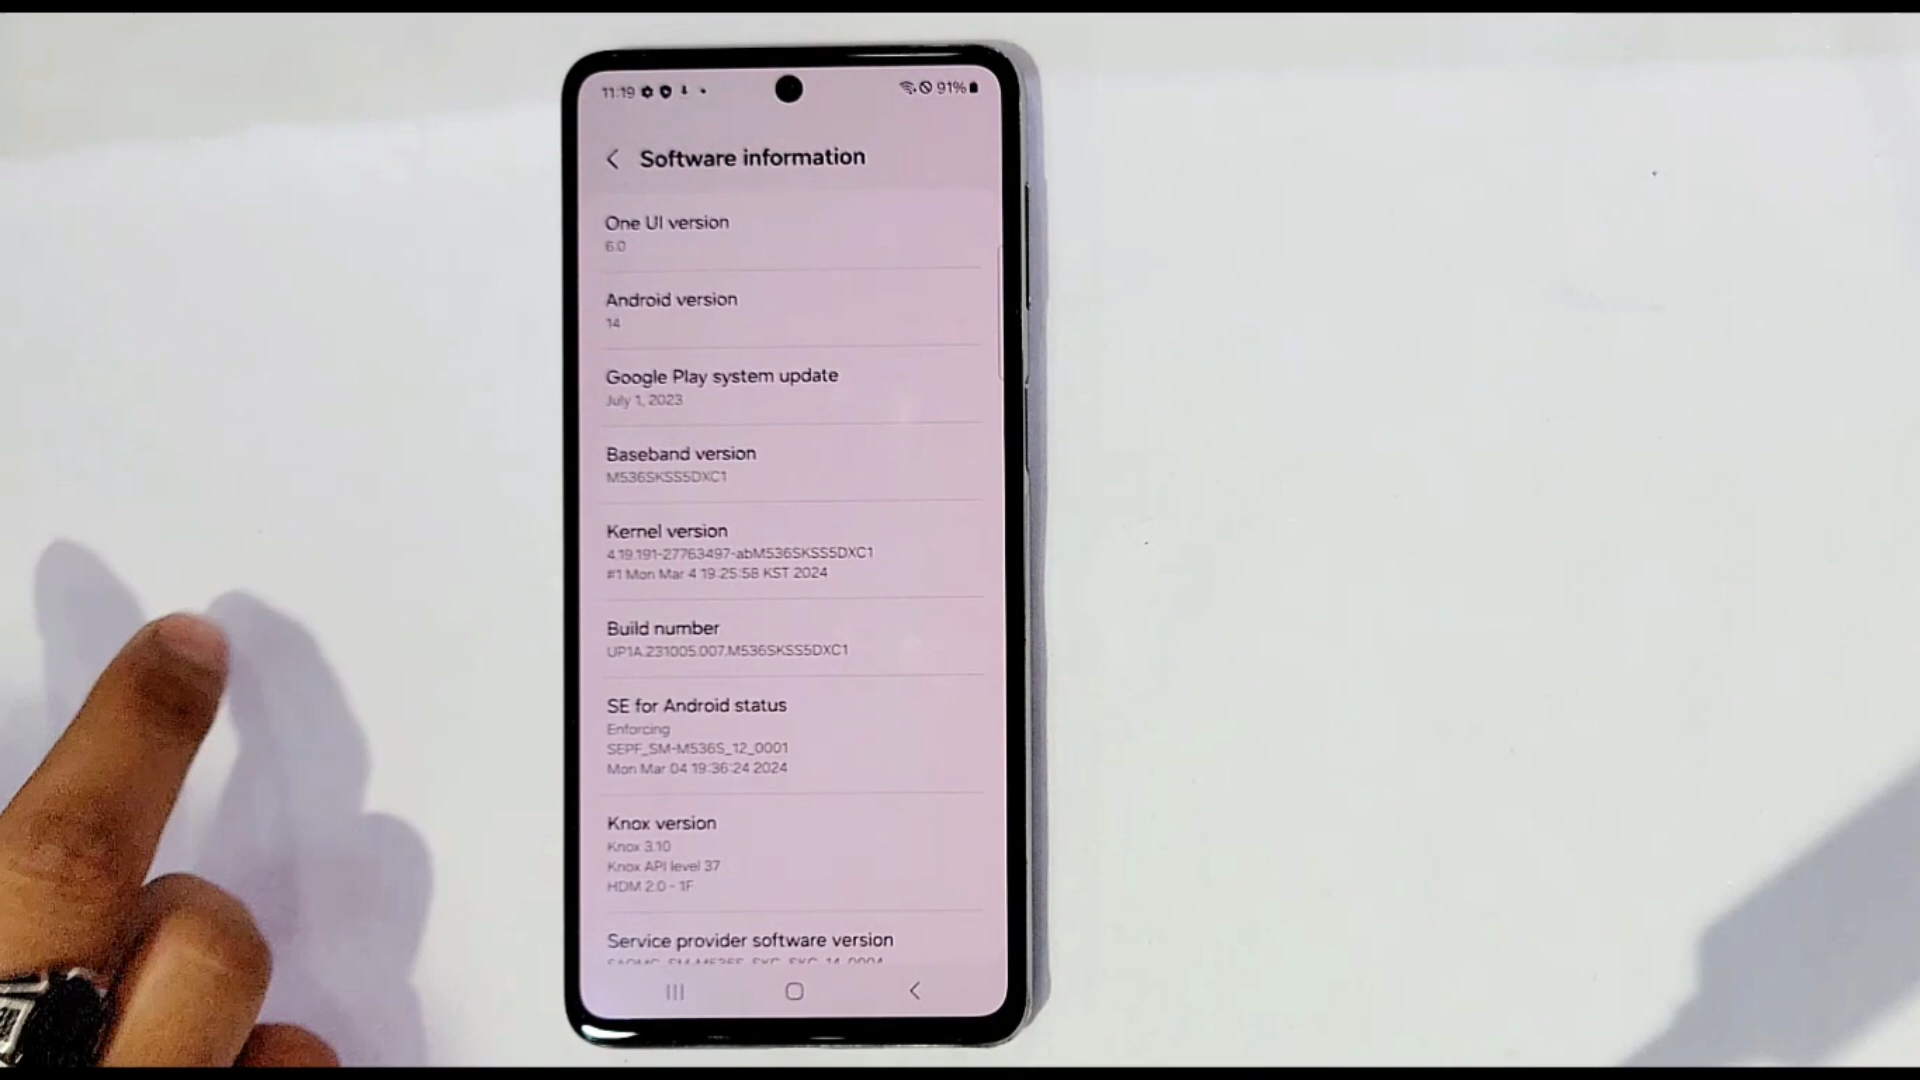 11:19
91%
Software information
One UI version
6.0
Android version
14
Google Play system update
July 1, 2023
Baseband version
M536SKSS5DXC1
Kernel version
4.19.191-27763497-abM536SKSS5DXC1
#1 Mon Mar 4 19:25:58 KST 2024
Build number
UP1A.231005.007.M536SKSS5DXC1
SE for Android status
Enforcing
SEPF_SM-M536S_12_0001
Mon Mar 04 19:36:24 2024
Knox version
Knox 3.10
Knox API level 37
HDM 2.0 - 1F
Service provider software version